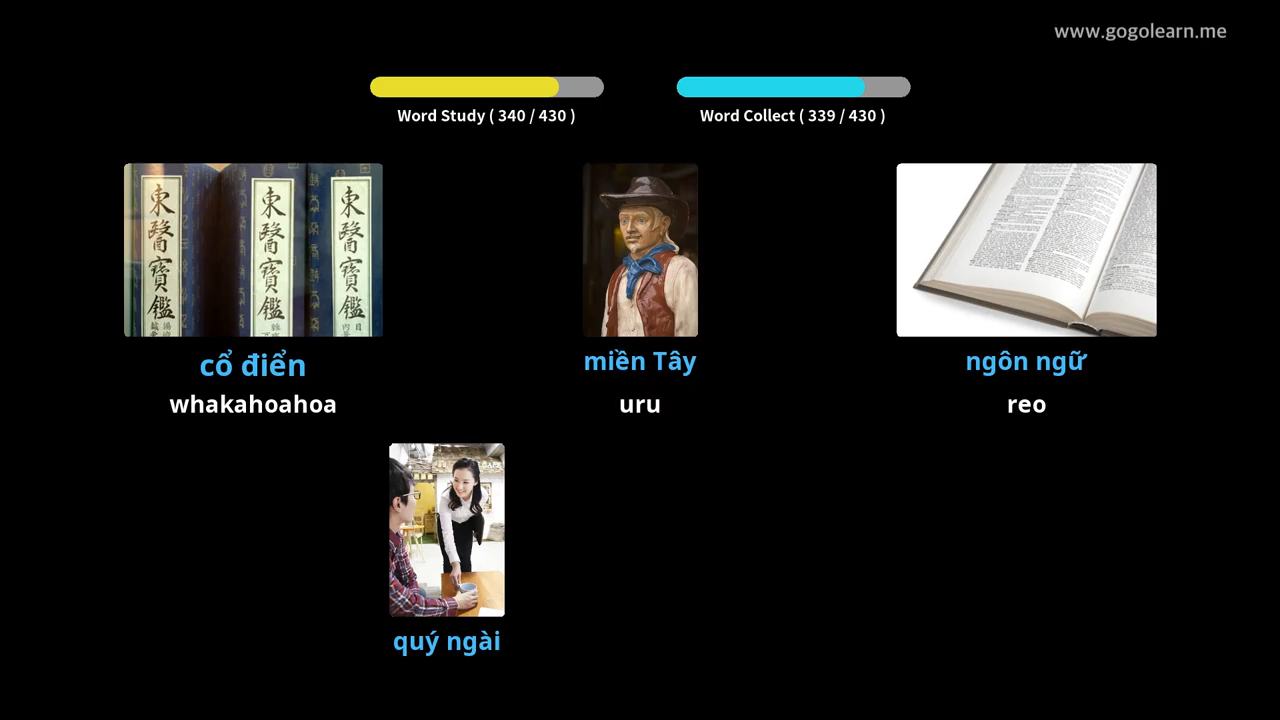 www.gogolearn.me
Word Study ( 340 / 430 )
Word Collect ( 339 / 430 )
東醫寶鑑
東醫寶鑑
東醫寶鑑
cổ điển
miền Tây
ngôn ngữ
whakahoahoa
uru
reo
quý ngài